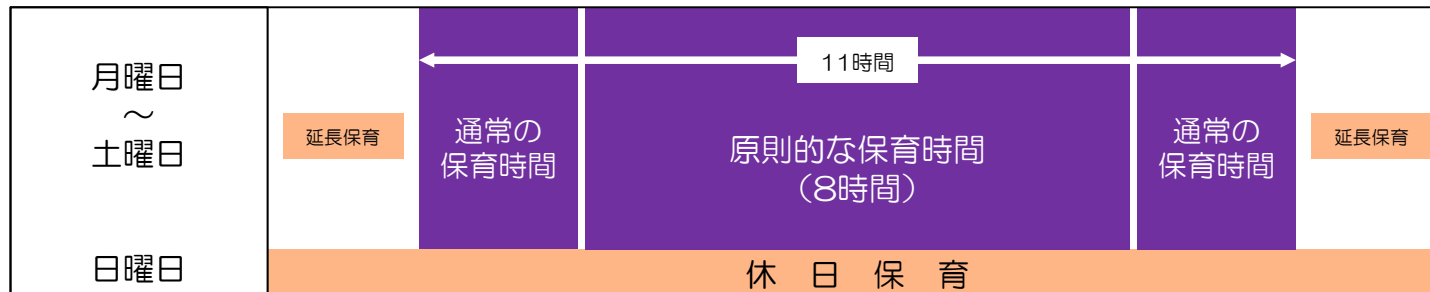 月曜日
～
土曜日
延長保育
通常の
保育時間
11時間
原則的な保育時間
（8時間）
通常の
保育時間
延長保育
日曜日
休 日 保 育